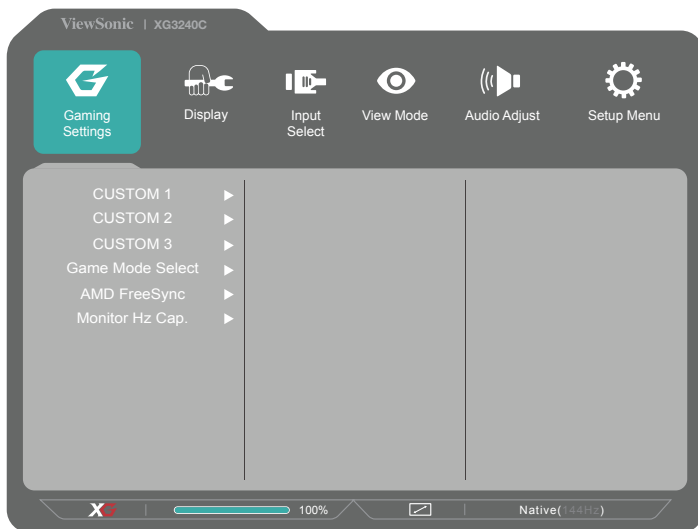 ViewSonic | XG3240C
Gaming Settings
Display
Input Select
View Mode
Audio Adjust
Setup Menu
CUSTOM 1
CUSTOM 2
CUSTOM 3
Game Mode Select
AMD FreeSync
Monitor Hz Cap.
XG | 100% | Native(144Hz)